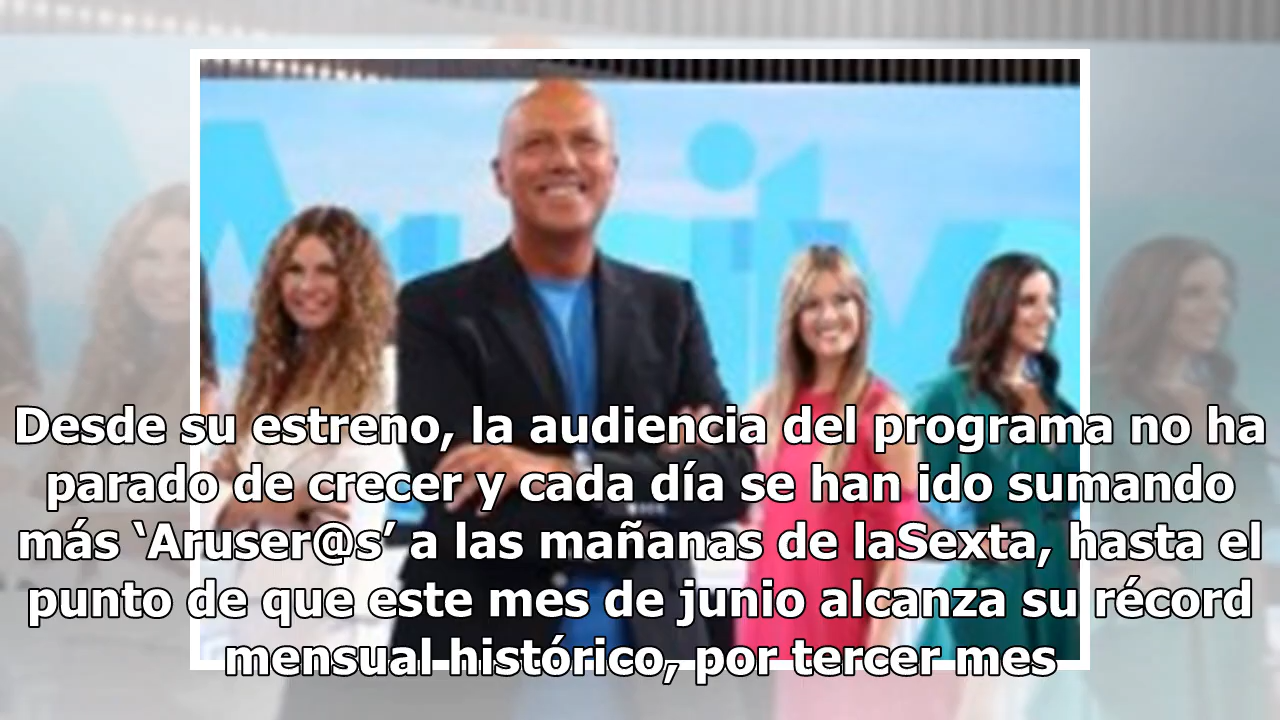 Arusitys
Desde su estreno, la audiencia del programa no ha
parado de crecer y cada día se han ido sumando
más ‘Aruser@s’ a las mañanas de laSexta, hasta el
punto de que este mes de junio alcanza su récord
mensual histórico, por tercer mes